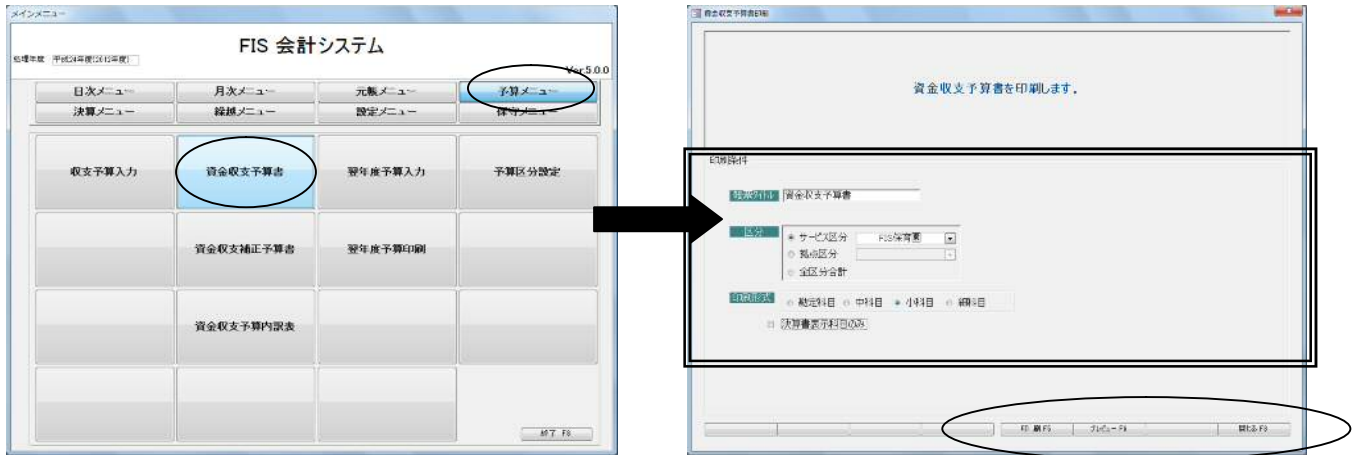 メインメニュー
FIS 会計システム
処理年度 平成24年度(2012年度)
Ver.5.0.0
日次メニュー 月次メニュー 元帳メニュー 予算メニュー
決算メニュー 繰越メニュー 設定メニュー 保守メニュー
収支予算入力 資金収支予算書 翌年度予算入力 予算区分設定
資金収支補正予算書 翌年度予算印刷
資金収支予算内訳表
終了 F8
資金収支予算書印刷
資金収支予算書を印刷します.
印刷条件
帳票タイトル 資金収支予算書
区分 サービス区分 FIS保育園
拠点区分
全区分合計
印刷形式 勘定科目 中科目 小科目 細科目
決算書表示科目のみ
印 刷 F5 プレビュー F6 閉じる F8